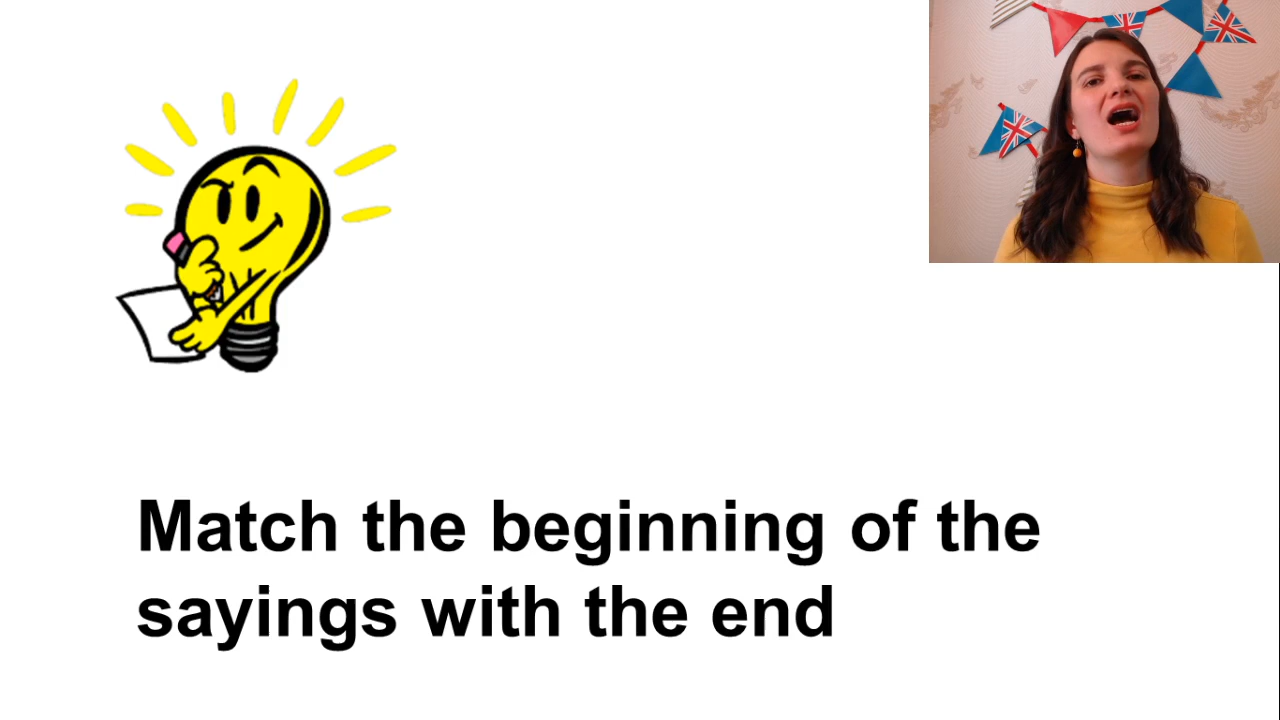 Match the beginning of the
sayings with the end